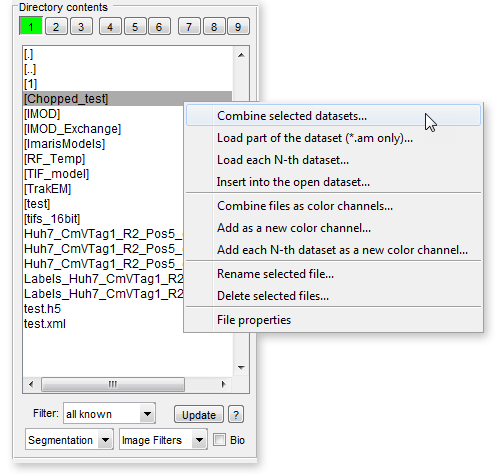 Directory contents
1 2 3 4 5 6 7 8 9
[.]
[..]
[1]
[Chopped_test]
[IMOD]
[IMOD_Exchange]
[ImarisModels]
[RF_Temp]
[TIF_model]
[TrakEM]
[test]
[tifs_16bit]
Huh7_CmVTag1_R2_Pos5_
Huh7_CmVTag1_R2_Pos5_
Huh7_CmVTag1_R2_Pos5_
Labels_Huh7_CmVTag1_R2
Labels_Huh7_CmVTag1_R2
test.h5
test.xml
Combine selected datasets...
Load part of the dataset (*.am only)...
Load each N-th dataset...
Insert into the open dataset...
Combine files as color channels...
Add as a new color channel...
Add each N-th dataset as a new color channel...
Rename selected file...
Delete selected files...
File properties
Filter: all known Update ?
Segmentation Image Filters Bio